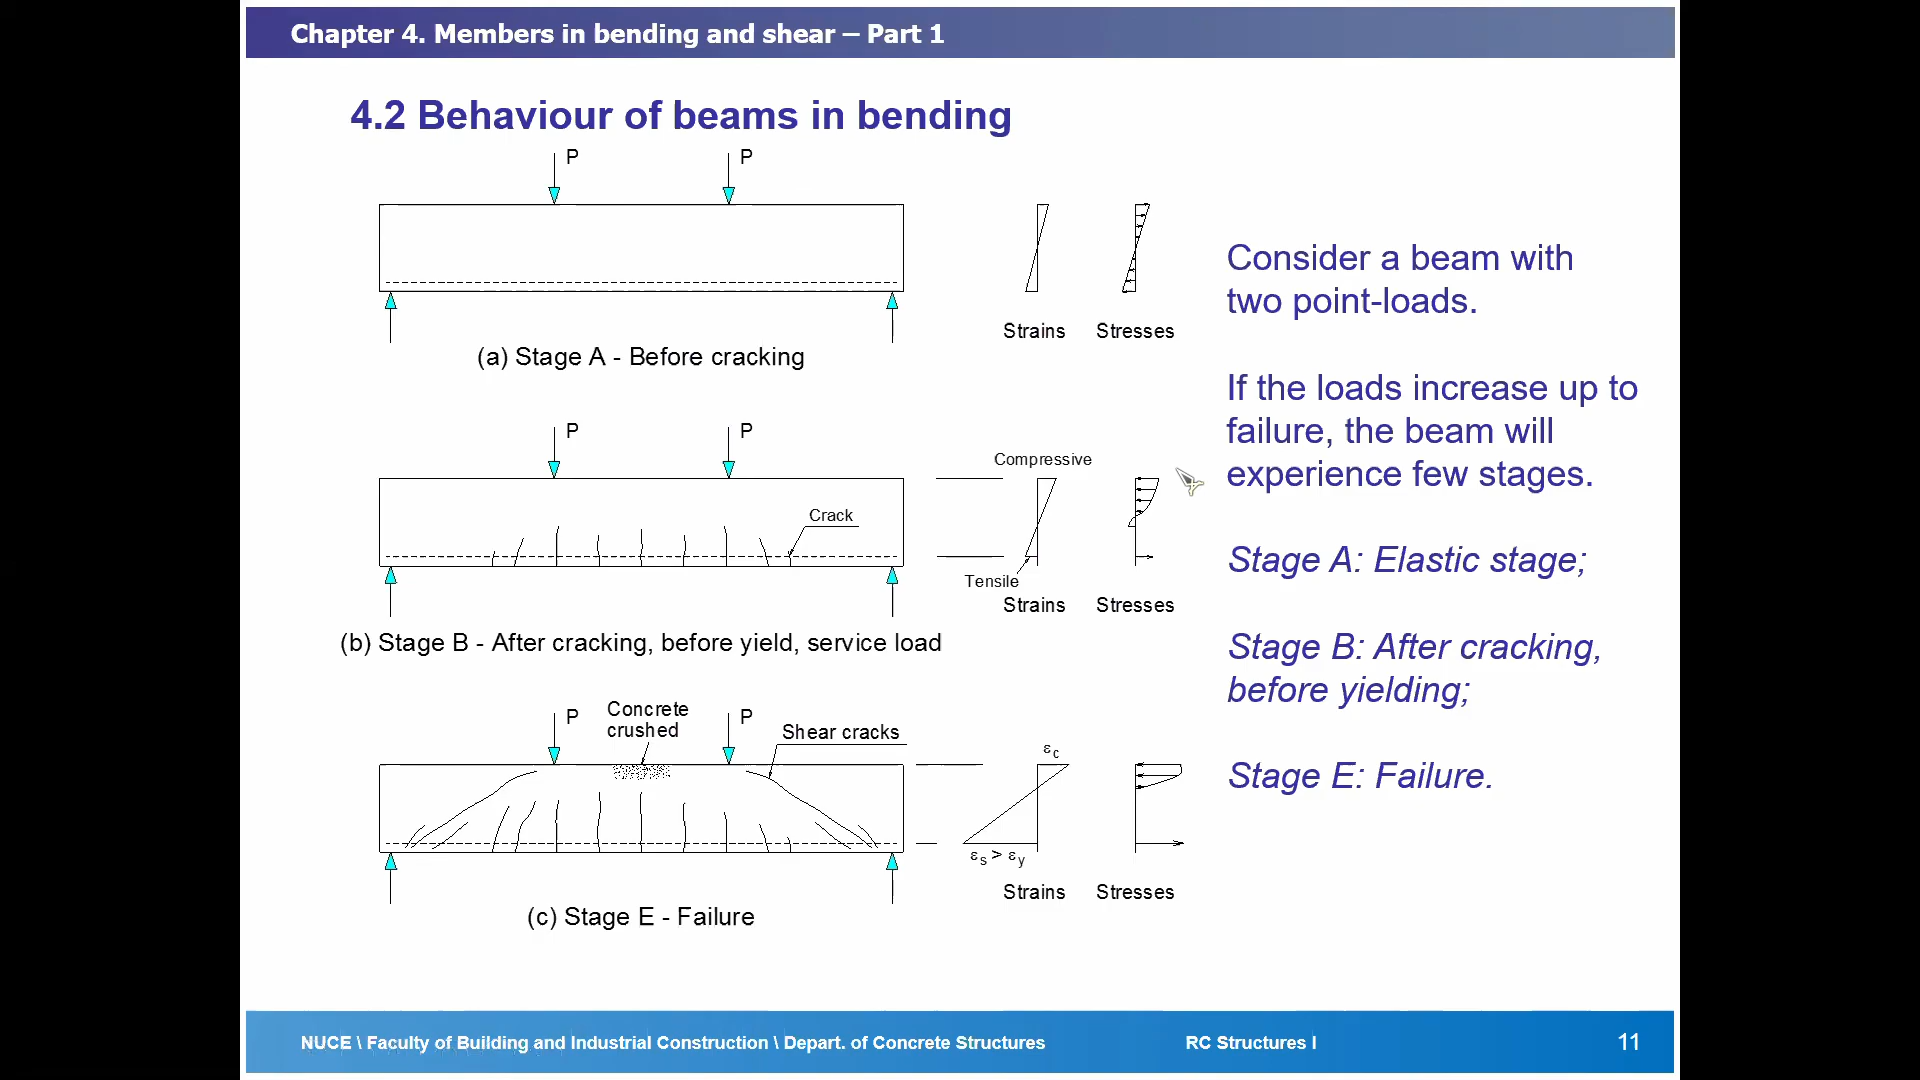 Chapter 4. Members in bending and shear – Part 1
4.2 Behaviour of beams in bending
P
P
Strains
Stresses
(a) Stage A - Before cracking
P
P
Compressive
Crack
Tensile
Strains
Stresses
(b) Stage B - After cracking, before yield, service load
P
Concrete
crushed
P
Shear cracks
εc
εs > εy
Strains
Stresses
(c) Stage E - Failure
Consider a beam with
two point-loads.
If the loads increase up to
failure, the beam will
experience few stages.
Stage A: Elastic stage;
Stage B: After cracking,
before yielding;
Stage E: Failure.
NUCE \ Faculty of Building and Industrial Construction \ Depart. of Concrete Structures
RC Structures I
11